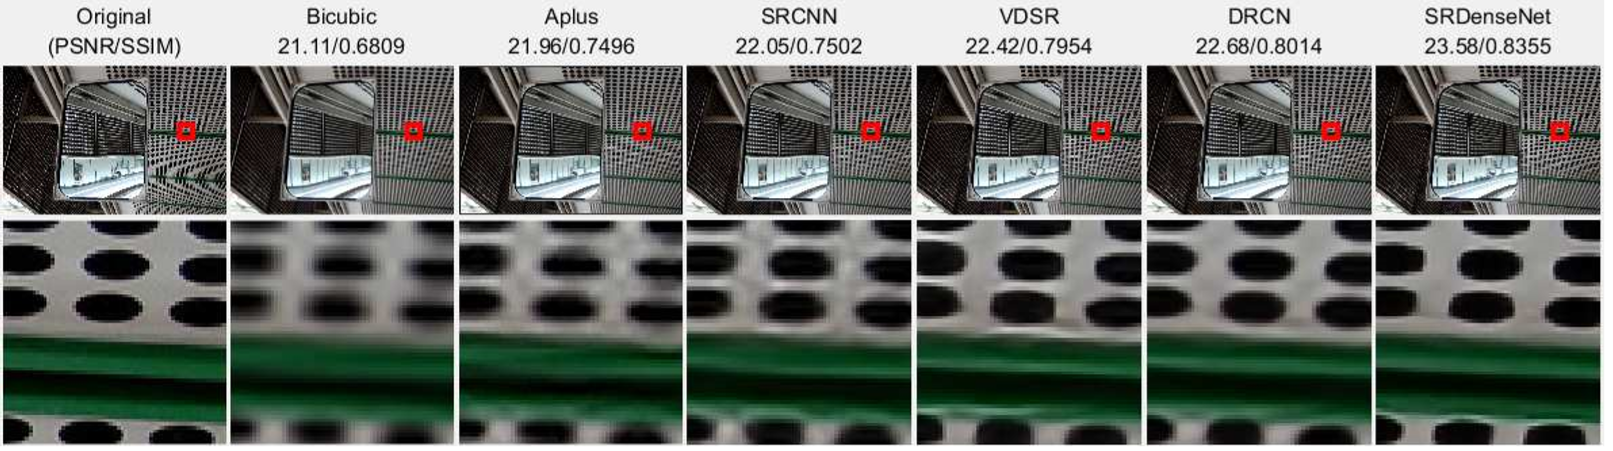 Original
(PSNR/SSIM)
Bicubic
21.11/0.6809
Aplus
21.96/0.7496
SRCNN
22.05/0.7502
VDSR
22.42/0.7954
DRCN
22.68/0.8014
SRDenseNet
23.58/0.8355